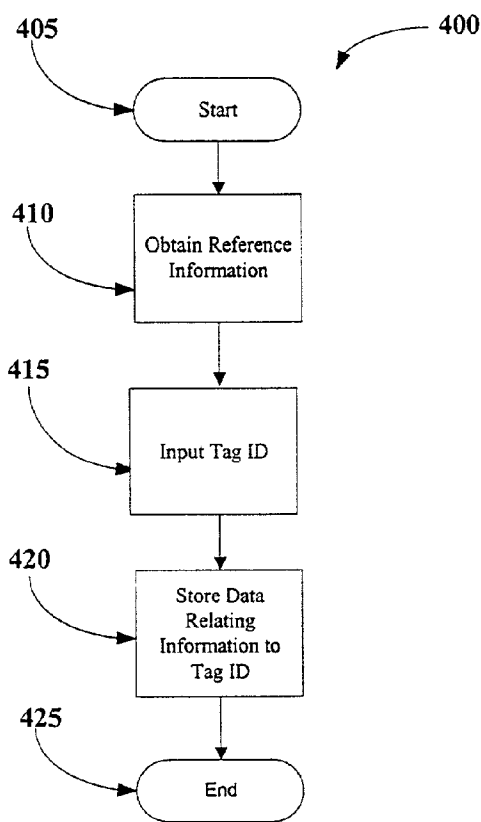 405
400
Start
410
Obtain Reference
Information
415
Input Tag ID
420
Store Data
Relating
Information to
Tag ID
425
End